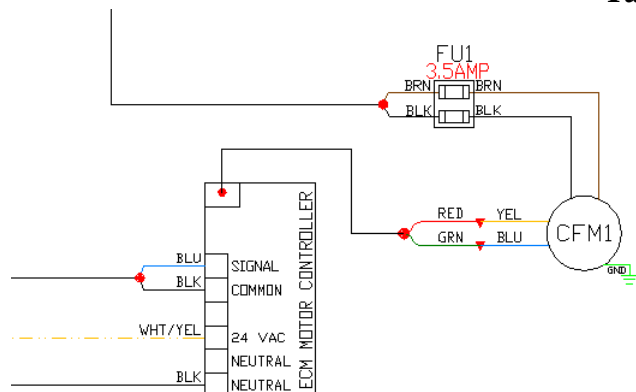 FU1
3.5AMP
BRN BRN
BLK BLK
RED YEL
GRN BLU
CFM1
GND
ECM MOTOR CONTROLLER
BLU SIGNAL
BLK COMMON
WHT/YEL 24 VAC
NEUTRAL
BLK NEUTRAL